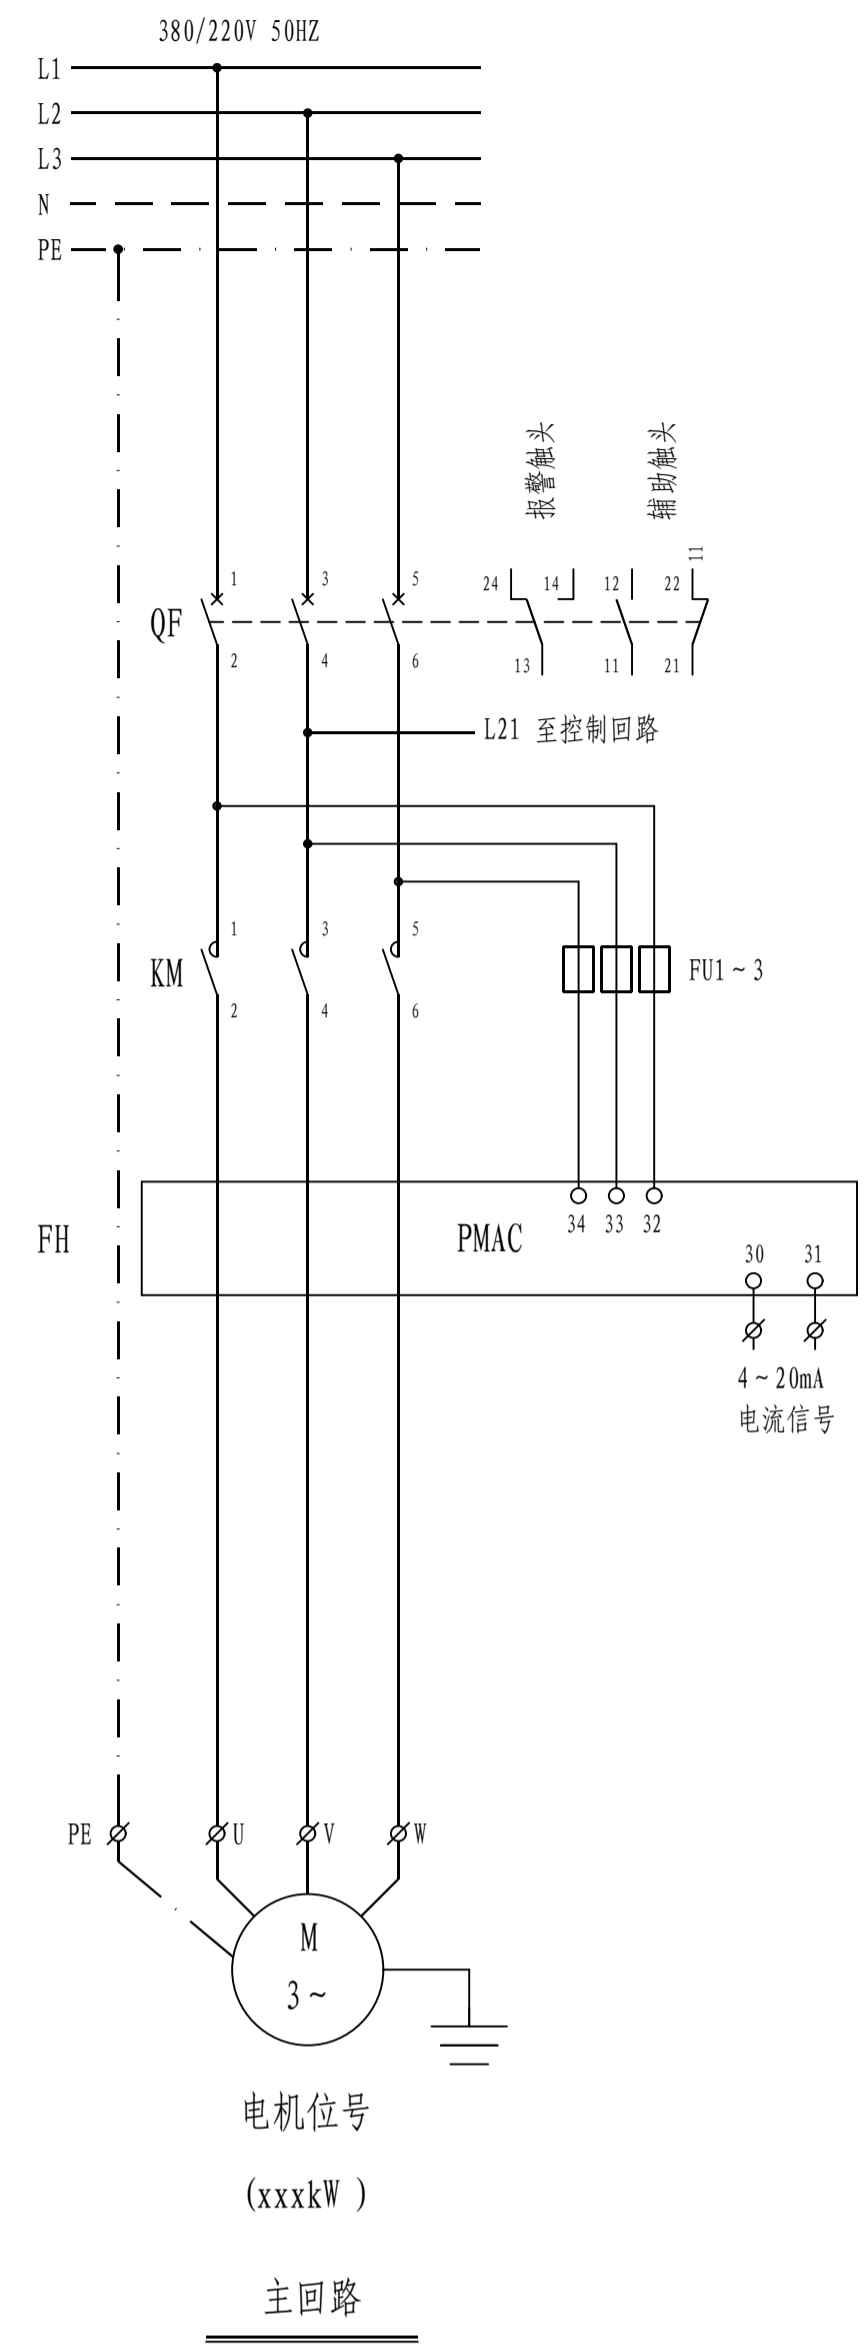 380/220V 50HZ
L1
L2
L3
N
PE
报警触头
辅助触头
11
1 3 5 24 14 12 22
QF
2 4 6 13 11 21
L21 至控制回路
1 3 5
KM FU1~3
2 4 6
34 33 32
FH PMAC
30 31
4~20mA
电流信号
PE U V W
M
3~
电机位号
(xxxkW )
主回路